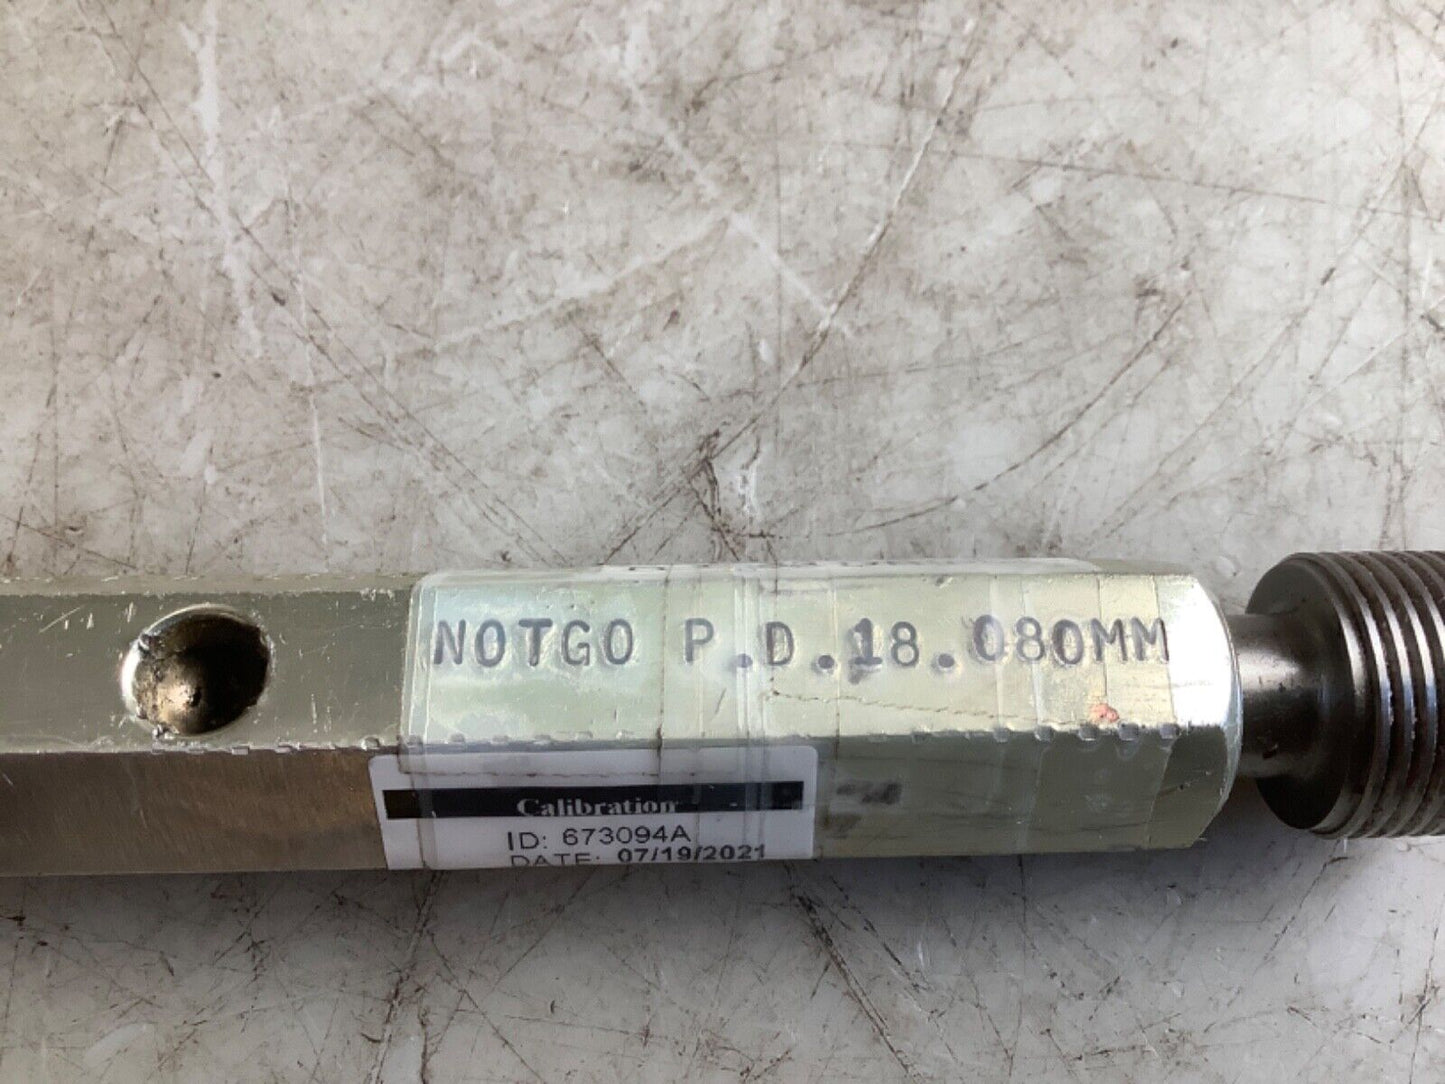 NOTGO P.D.18.080MM
Calibration
ID: 673094A
DATE: 07/19/2021